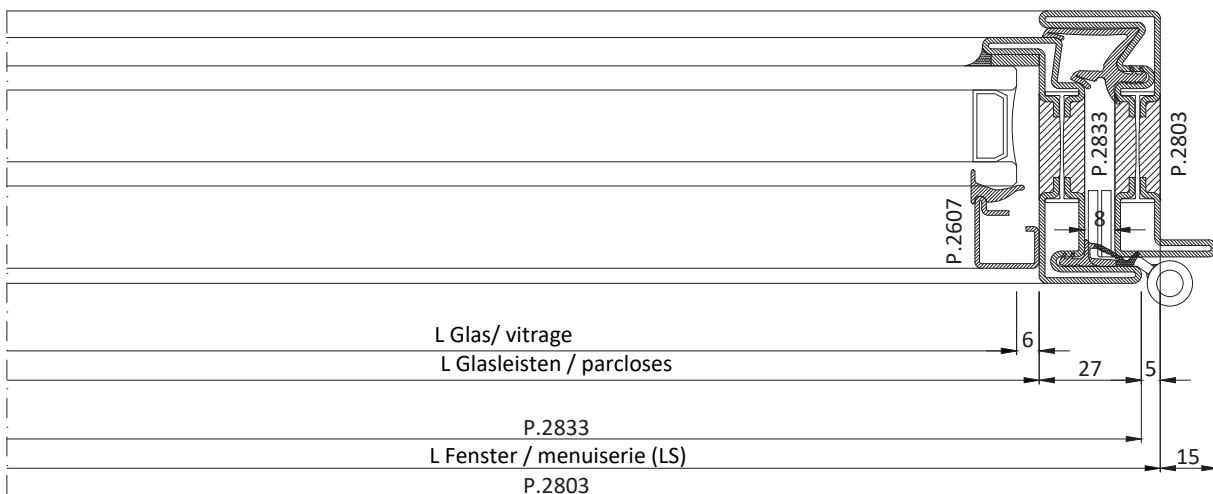 P.2833
P.2803
P.2607
8
L Glas/ vitrage
6
L Glasleisten / parcloses
27
5
P.2833
L Fenster / menuiserie (LS)
15
P.2803